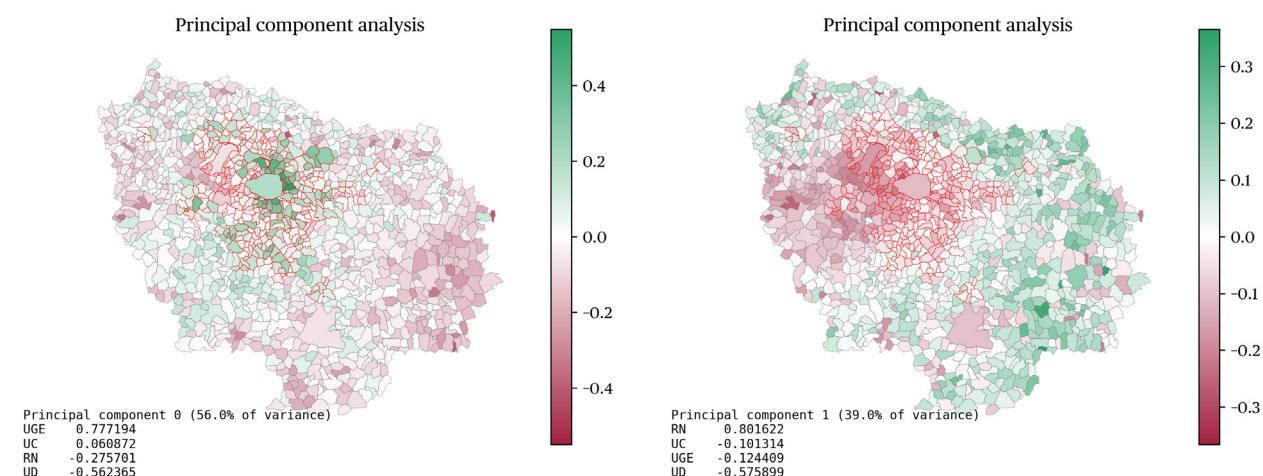 Principal component analysis
0.4
0.2
0.0
−0.2
−0.4
Principal component 0 (56.0% of variance)
UGE 0.777194
UC 0.060872
RN -0.275701
UD -0.562365
Principal component analysis
0.3
0.2
0.1
0.0
−0.1
−0.2
−0.3
Principal component 1 (39.0% of variance)
RN 0.801622
UC -0.101314
UGE -0.124409
UD -0.575899